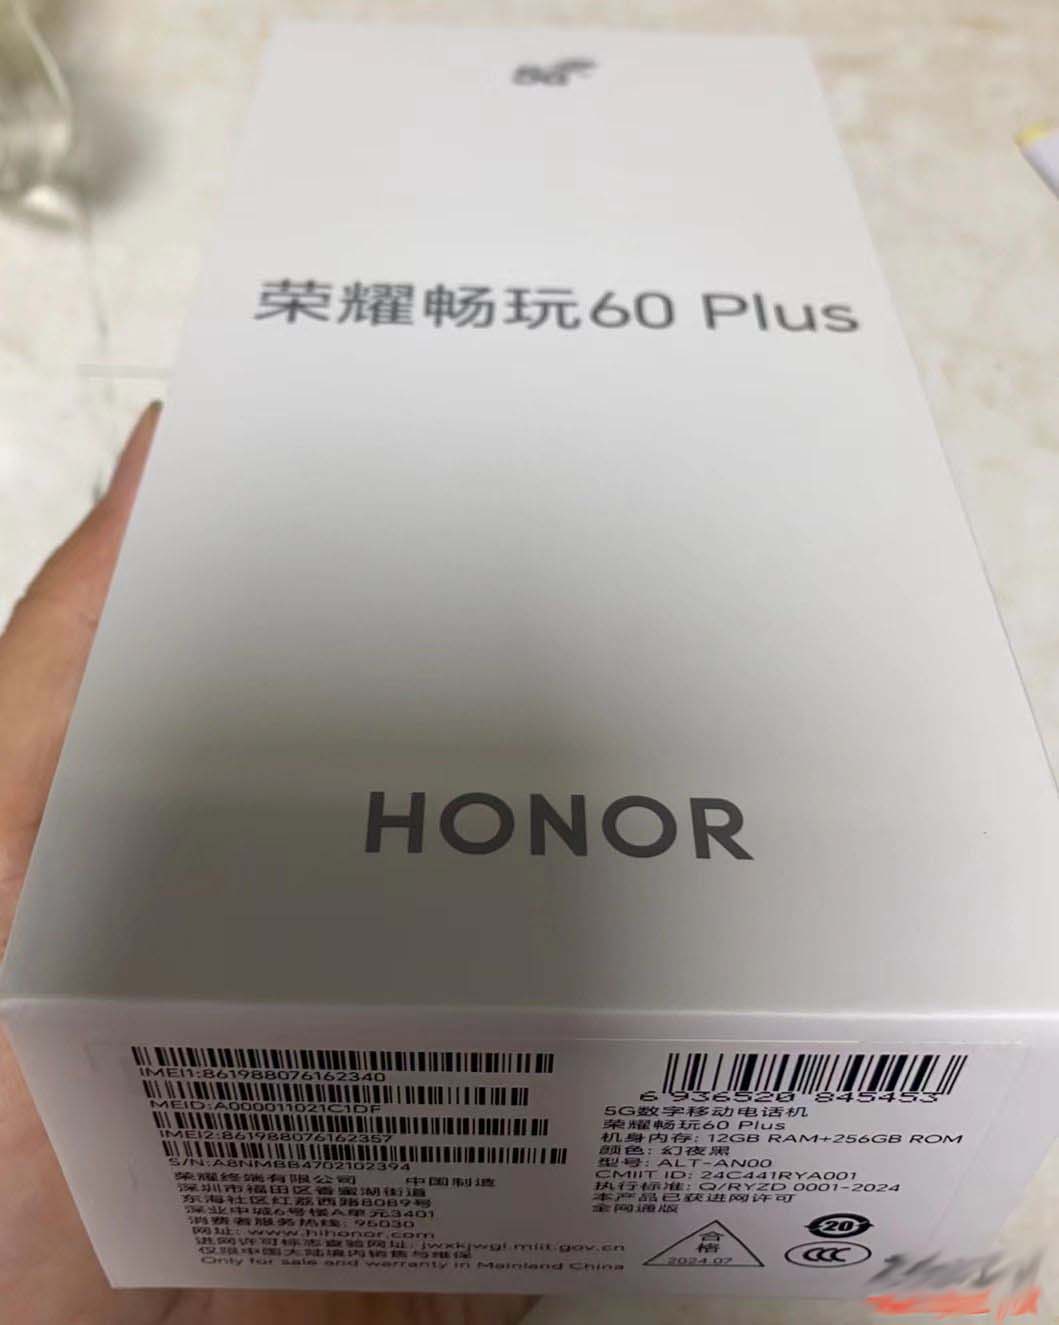 5G
荣耀畅玩60 Plus
HONOR
IMEI1:861988076162340
MEID:A000011021C1DF
IMEI2:861988076162357
S/N:A8NMBB4702102394
荣耀终端有限公司 中国制造
深圳市福田区香蜜湖街道
东海社区红荔西路8089号
深业中城6号楼A单元3401
消费者服务热线: 95030
网址: www.hihonor.com
进网许可标志查验网址: jwxkjwgl.miit.gov.cn
仅限中国大陆境内销售与维保
Only for sale and warranty in Mainland China
6 936520 845453
5G数字移动电话机
荣耀畅玩60 Plus
机身内存: 12GB RAM+256GB ROM
颜色: 幻夜黑
型号: ALT-AN00
CMIIT ID: 24C441RYA001
执行标准: Q/RYZD 0001-2024
本产品已获进网许可
全网通版
合
格
2024.07
20
CCC